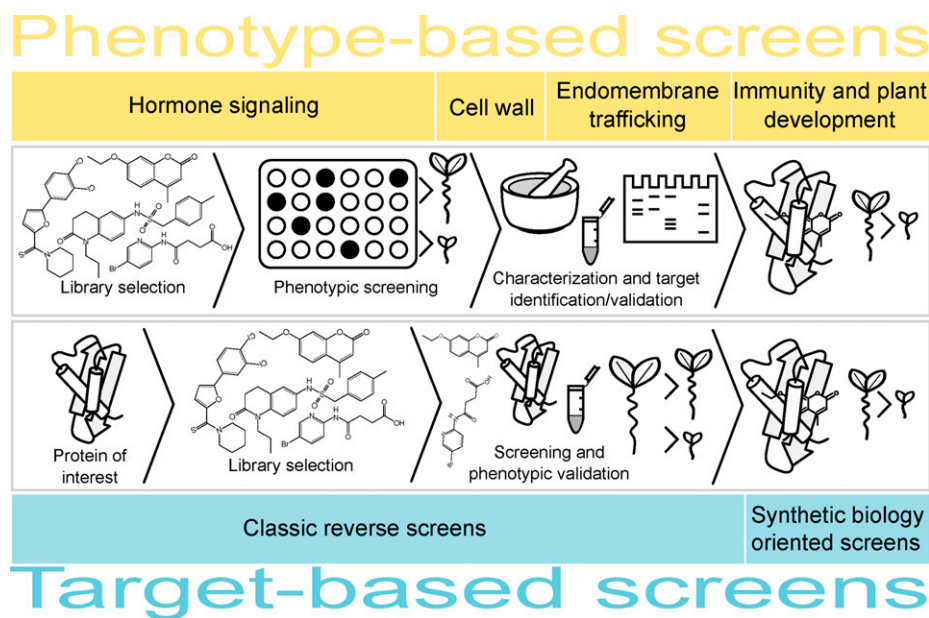 Phenotype-based screens
Hormone signaling
Cell wall
Endomembrane
trafficking
Immunity and plant
development
Library selection
Phenotypic screening
Characterization and target
identification/validation
Protein of
interest
Library selection
Screening and
phenotypic validation
Classic reverse screens
Synthetic biology
oriented screens
Target-based screens